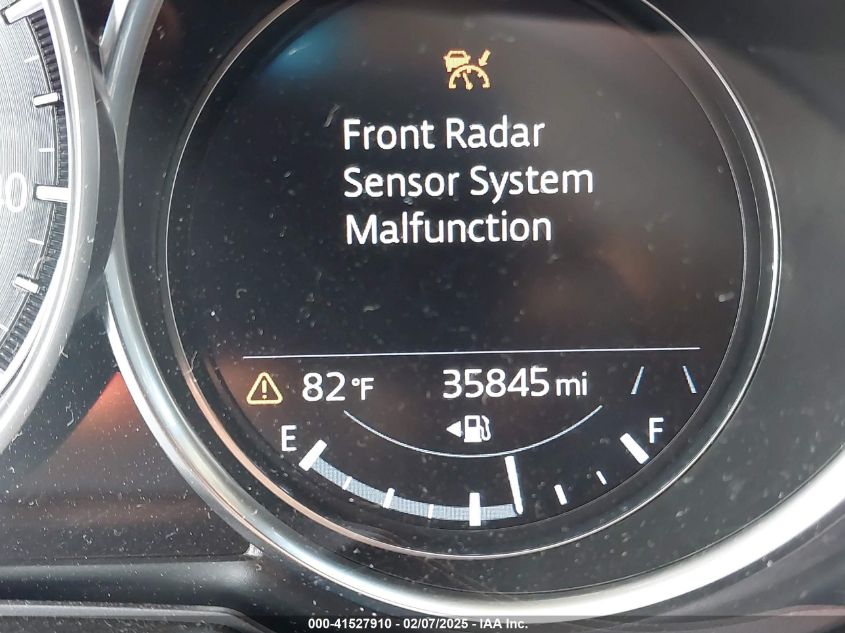 Front Radar
Sensor System
Malfunction
82°F 35845 mi
E F
000-41527910 - 02/07/2025 - IAA Inc.